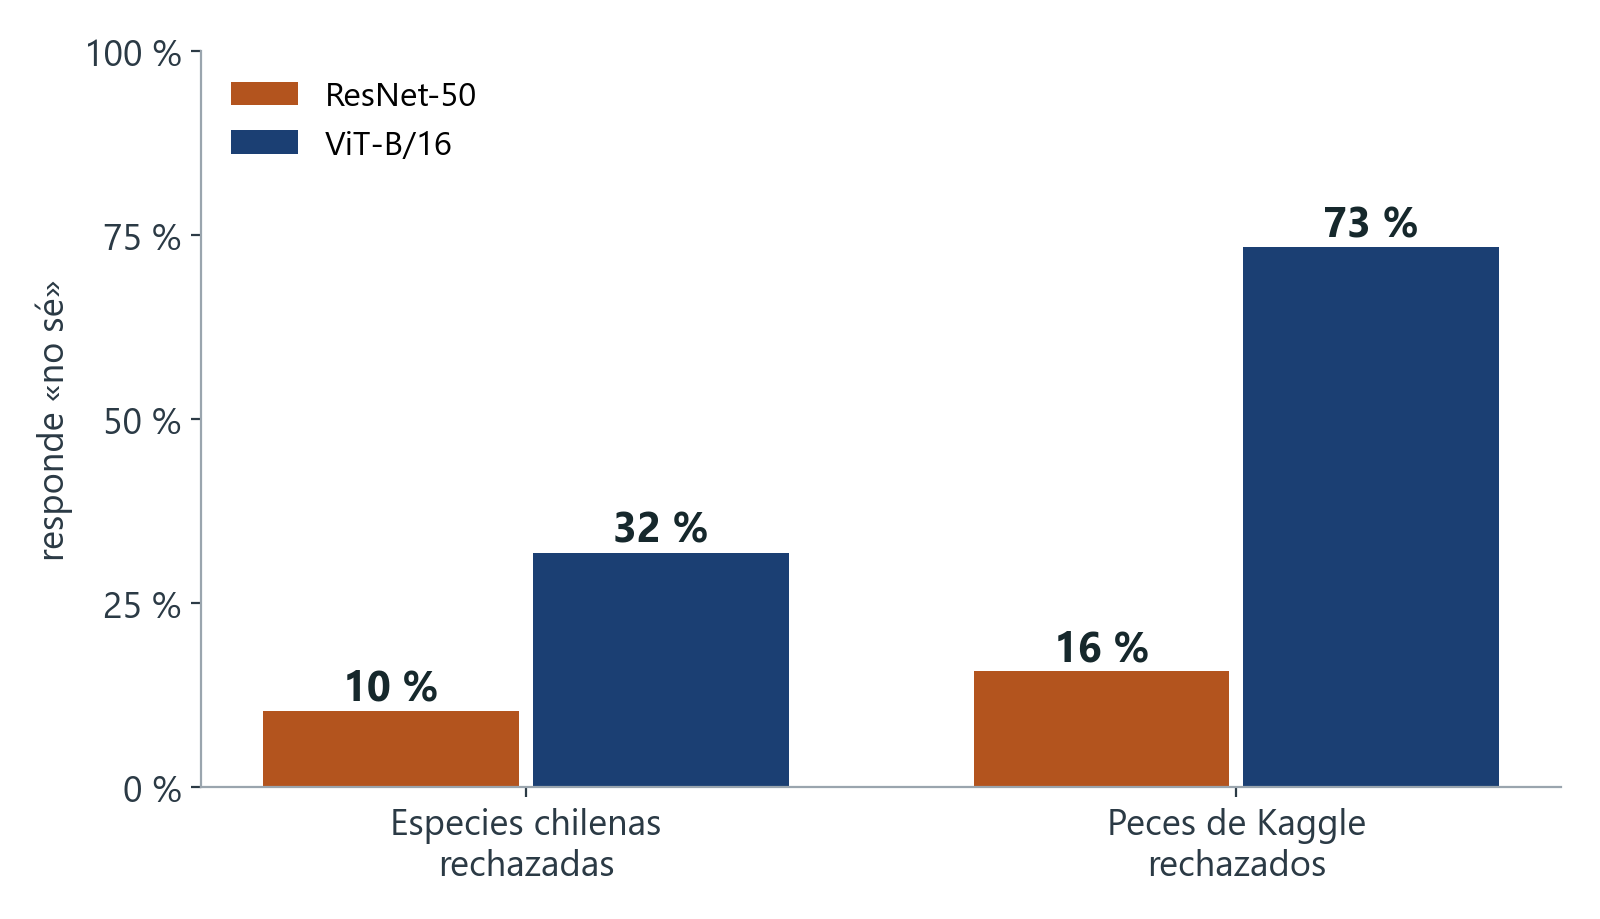 100 %
75 %
50 %
25 %
0 %
responde «no sé»
ResNet-50
ViT-B/16
10 %
32 %
16 %
73 %
Especies chilenas
rechazadas
Peces de Kaggle
rechazados